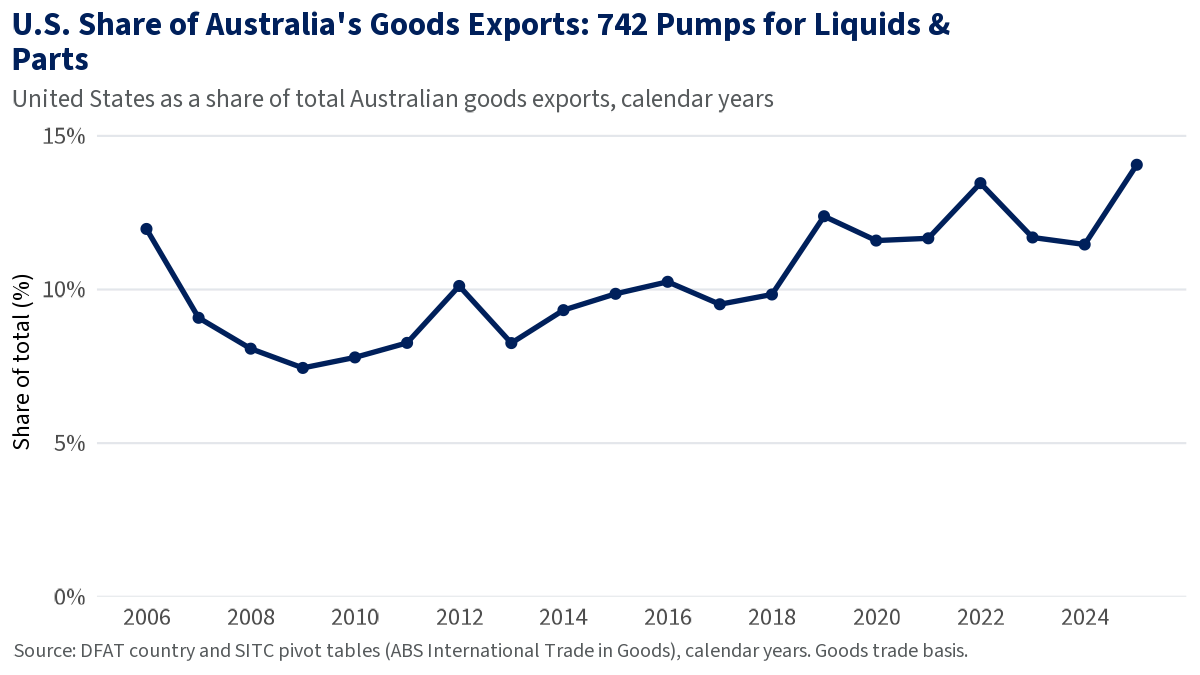 U.S. Share of Australia's Goods Exports: 742 Pumps for Liquids &
Parts
United States as a share of total Australian goods exports, calendar years
Share of total (%)
15%
10%
5%
0%
2006 2008 2010 2012 2014 2016 2018 2020 2022 2024
Source: DFAT country and SITC pivot tables (ABS International Trade in Goods), calendar years. Goods trade basis.